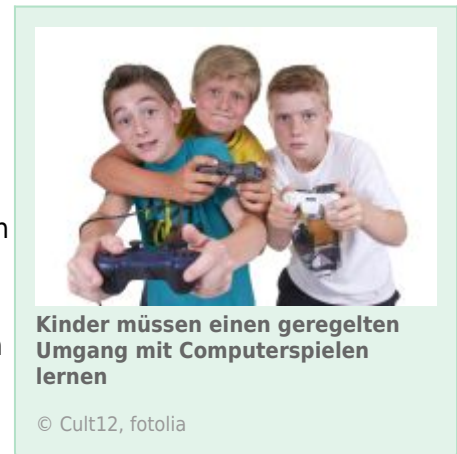 Kinder müssen einen geregelten
Umgang mit Computerspielen
lernen
© Cult12, fotolia